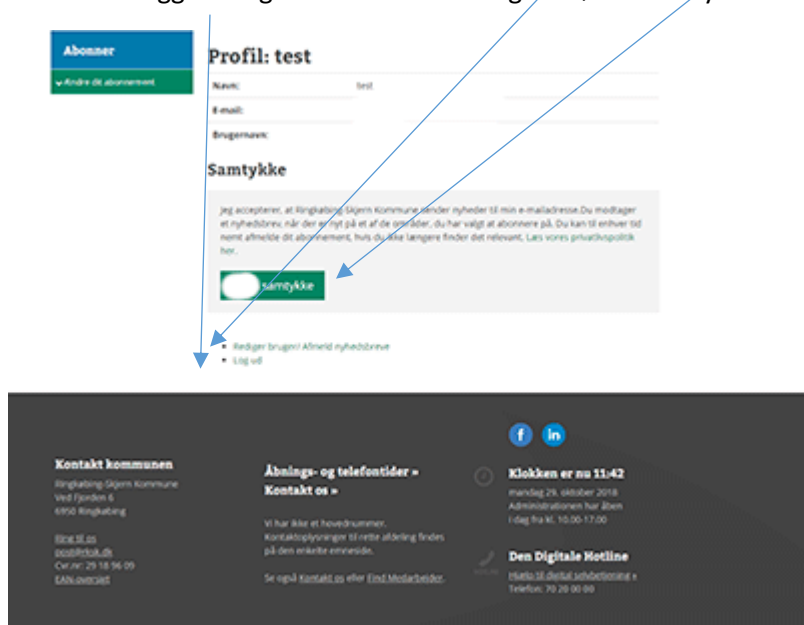 Abonner
Ændre dit abonnement
Profil: test
Navn: test
E-mail:
Brugernavn:
Samtykke
Jeg accepterer, at Ringkøbing-Skjern Kommune sender nyheder til min e-mailadresse.Du modtager
et nyhedsbrev, når der er nyt på et af de områder, du har valgt at abonnere på. Du kan til enhver tid
nemt afmelde dit abonnement, hvis du ikke længere finder det relevant. Læs vores privatlivspolitik
her.
samtykke
Rediger bruger/ Afmeld nyhedsbreve
Log ud
Kontakt kommunen
Ringkøbing-Skjern Kommune
Ved Fjorden 6
6950 Ringkøbing
Ring til os
post@rksk.dk
Cvr.nr: 29 18 96 09
EAN-oversigt
Åbnings- og telefontider »
Kontakt os »
Vi har ikke et hovednummer.
Kontaktoplysninger til rette afdeling findes
på den enkelte emneside.
Se også Kontakt os eller Find Medarbejder.
f in
Klokken er nu 11:42
mandag 29. oktober 2018
Administrationen har åben
i dag fra kl. 10.00-17.00
Den Digitale Hotline
Hjælp til digital selvbetjening »
Telefon: 70 20 00 00